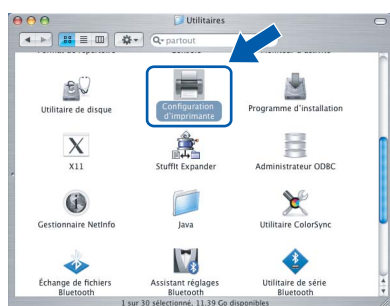 Utilitaires
partout
Utilitaire de disque
Configuration
d'imprimante
Programme d'installation
X11
StuffIt Expander
Administrateur ODBC
Gestionnaire NetInfo
Java
Utilitaire ColorSync
Échange de fichiers
Bluetooth
Assistant réglages
Bluetooth
Utilitaire de série
Bluetooth
1 sur 30 sélectionné, 11.39 Go disponibles